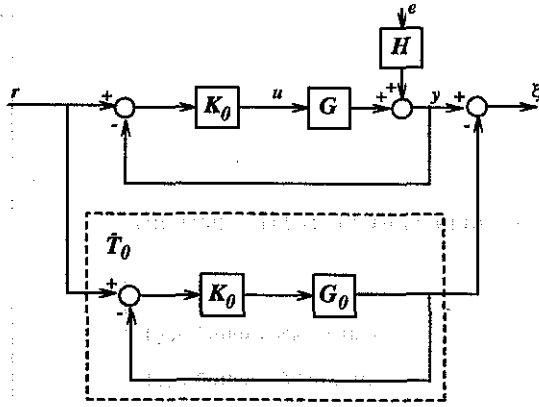 e
H
r + + + y + ξ
- K₀ u G -
T̂₀
+ K₀ G₀
-